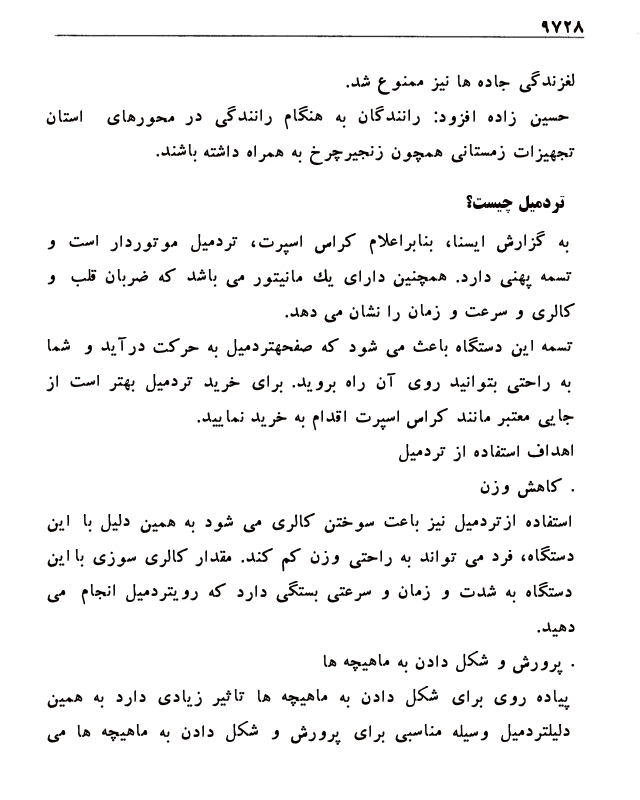 ۹۷۲۸
لغزندگی جاده ها نیز ممنوع شد.
حسین زاده افزود: رانندگان به هنگام رانندگی در محورهای استان
تجهیزات زمستانی همچون زنجیرچرخ به همراه داشته باشند.
تردمیل چیست؟
به گزارش ایسنا، بنابراعلام کراس اسپرت، تردمیل موتوردار است و
تسمه پهنی دارد. همچنین دارای یك مانیتور می باشد که ضربان قلب و
کالری و سرعت و زمان را نشان می دهد.
تسمه این دستگاه باعث می شود که صفحهتردمیل به حرکت درآید و شما
به راحتی بتوانید روی آن راه بروید. برای خرید تردمیل بهتر است از
جایی معتبر مانند کراس اسپرت اقدام به خرید نمایید.
اهداف استفاده از تردمیل
. کاهش وزن
استفاده ازتردمیل نیز باعت سوختن کالری می شود به همین دلیل با این
دستگاه، فرد می تواند به راحتی وزن کم کند. مقدار کالری سوزی با این
دستگاه به شدت و زمان و سرعتی بستگی دارد که رویتردمیل انجام می
دهید.
. پرورش و شکل دادن به ماهیچه ها
پیاده روی برای شکل دادن به ماهیچه ها تاثیر زیادی دارد به همین
دلیلتردمیل وسیله مناسبی برای پرورش و شکل دادن به ماهیچه ها می